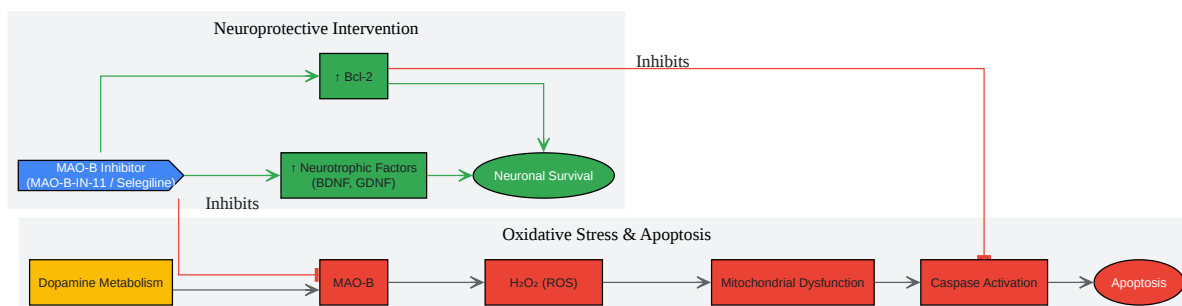 Neuroprotective Intervention
↑ Bcl-2
Inhibits
MAO-B Inhibitor
(MAO-B-IN-11 / Selegiline)
↑ Neurotrophic Factors
(BDNF, GDNF)
Neuronal Survival
Inhibits
Oxidative Stress & Apoptosis
Dopamine Metabolism
MAO-B
H₂O₂ (ROS)
Mitochondrial Dysfunction
Caspase Activation
Apoptosis